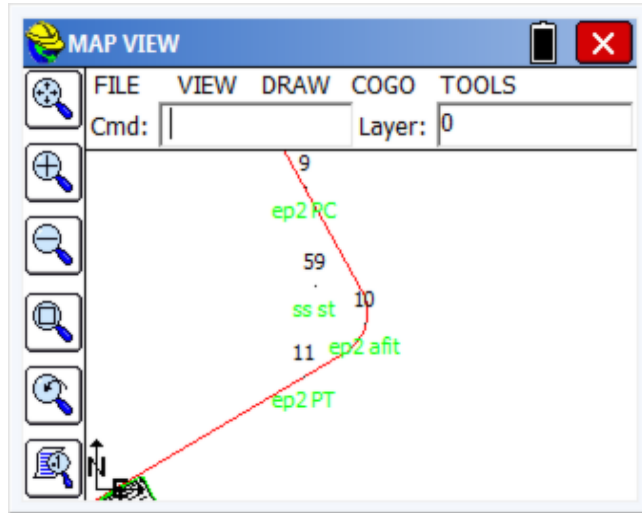 MAP VIEW
FILE VIEW DRAW COGO TOOLS
Cmd: Layer: 0
9
ep2 PC
59
10
ss st
11 ep2 afit
ep2 PT
N